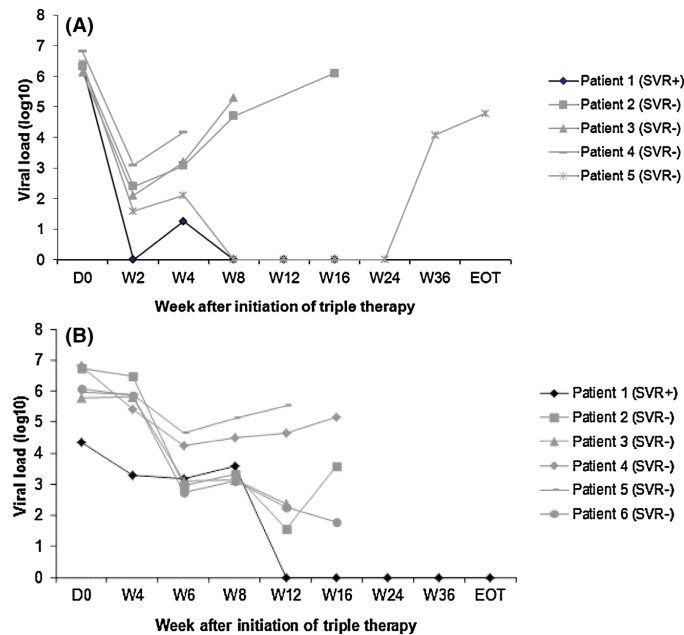 (A)
Viral load (log10)
8
7
6
5
4
3
2
1
0
D0 W2 W4 W8 W12 W16 W24 W36 EOT
Week after initiation of triple therapy
Patient 1 (SVR+)
Patient 2 (SVR-)
Patient 3 (SVR-)
Patient 4 (SVR-)
Patient 5 (SVR-)
(B)
Viral load (log10)
8
7
6
5
4
3
2
1
0
D0 W4 W6 W8 W12 W16 W24 W36 EOT
Week after initiation of triple therapy
Patient 1 (SVR+)
Patient 2 (SVR-)
Patient 3 (SVR-)
Patient 4 (SVR-)
Patient 5 (SVR-)
Patient 6 (SVR-)